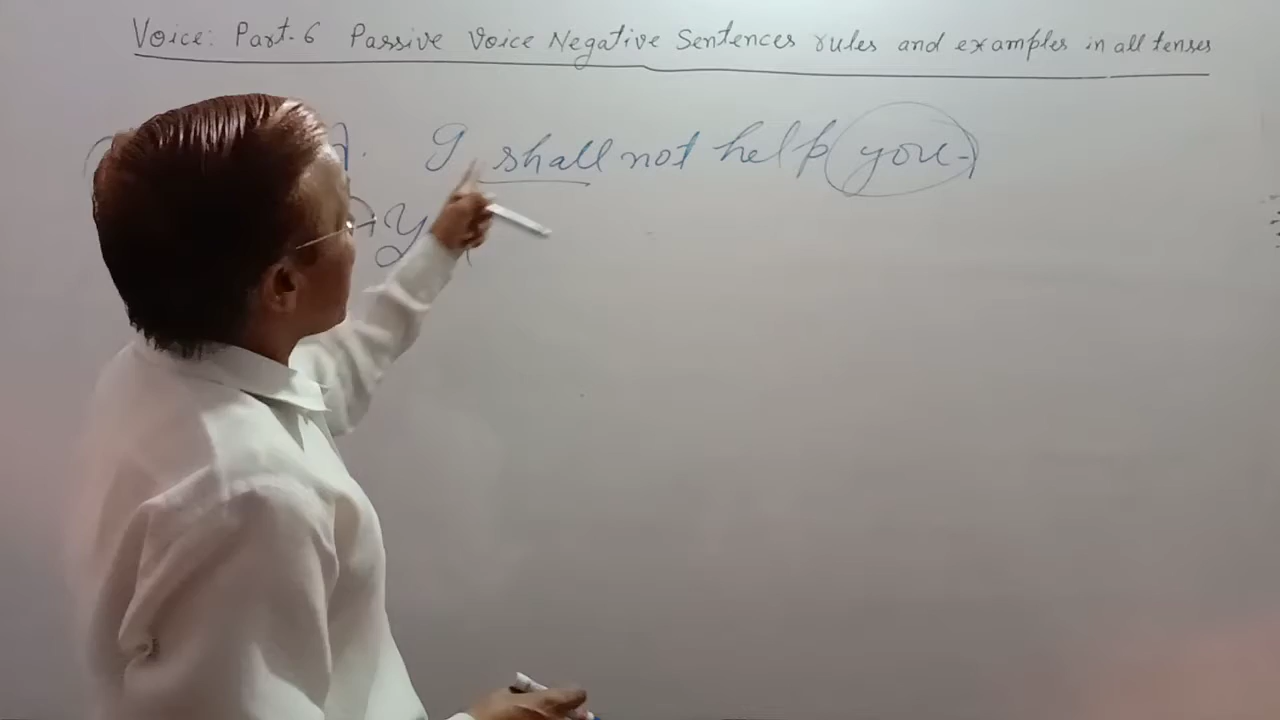 Voice: Part-6 Passive Voice Negative Sentences rules and examples in all tenses
A. I shall not help you.